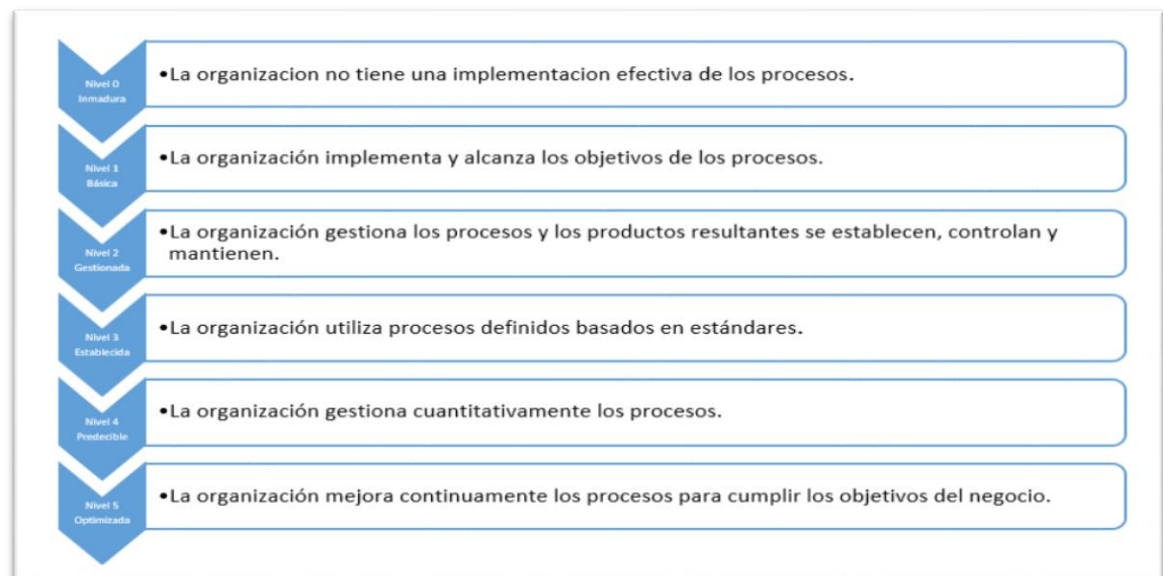 Nivel 0
Inmadura
•La organizacion no tiene una implementacion efectiva de los procesos.
Nivel 1
Básica
•La organización implementa y alcanza los objetivos de los procesos.
Nivel 2
Gestionada
•La organización gestiona los procesos y los productos resultantes se establecen, controlan y
mantienen.
Nivel 3
Establecida
•La organización utiliza procesos definidos basados en estándares.
Nivel 4
Predecible
•La organización gestiona cuantitativamente los procesos.
Nivel 5
Optimizada
•La organización mejora continuamente los procesos para cumplir los objetivos del negocio.